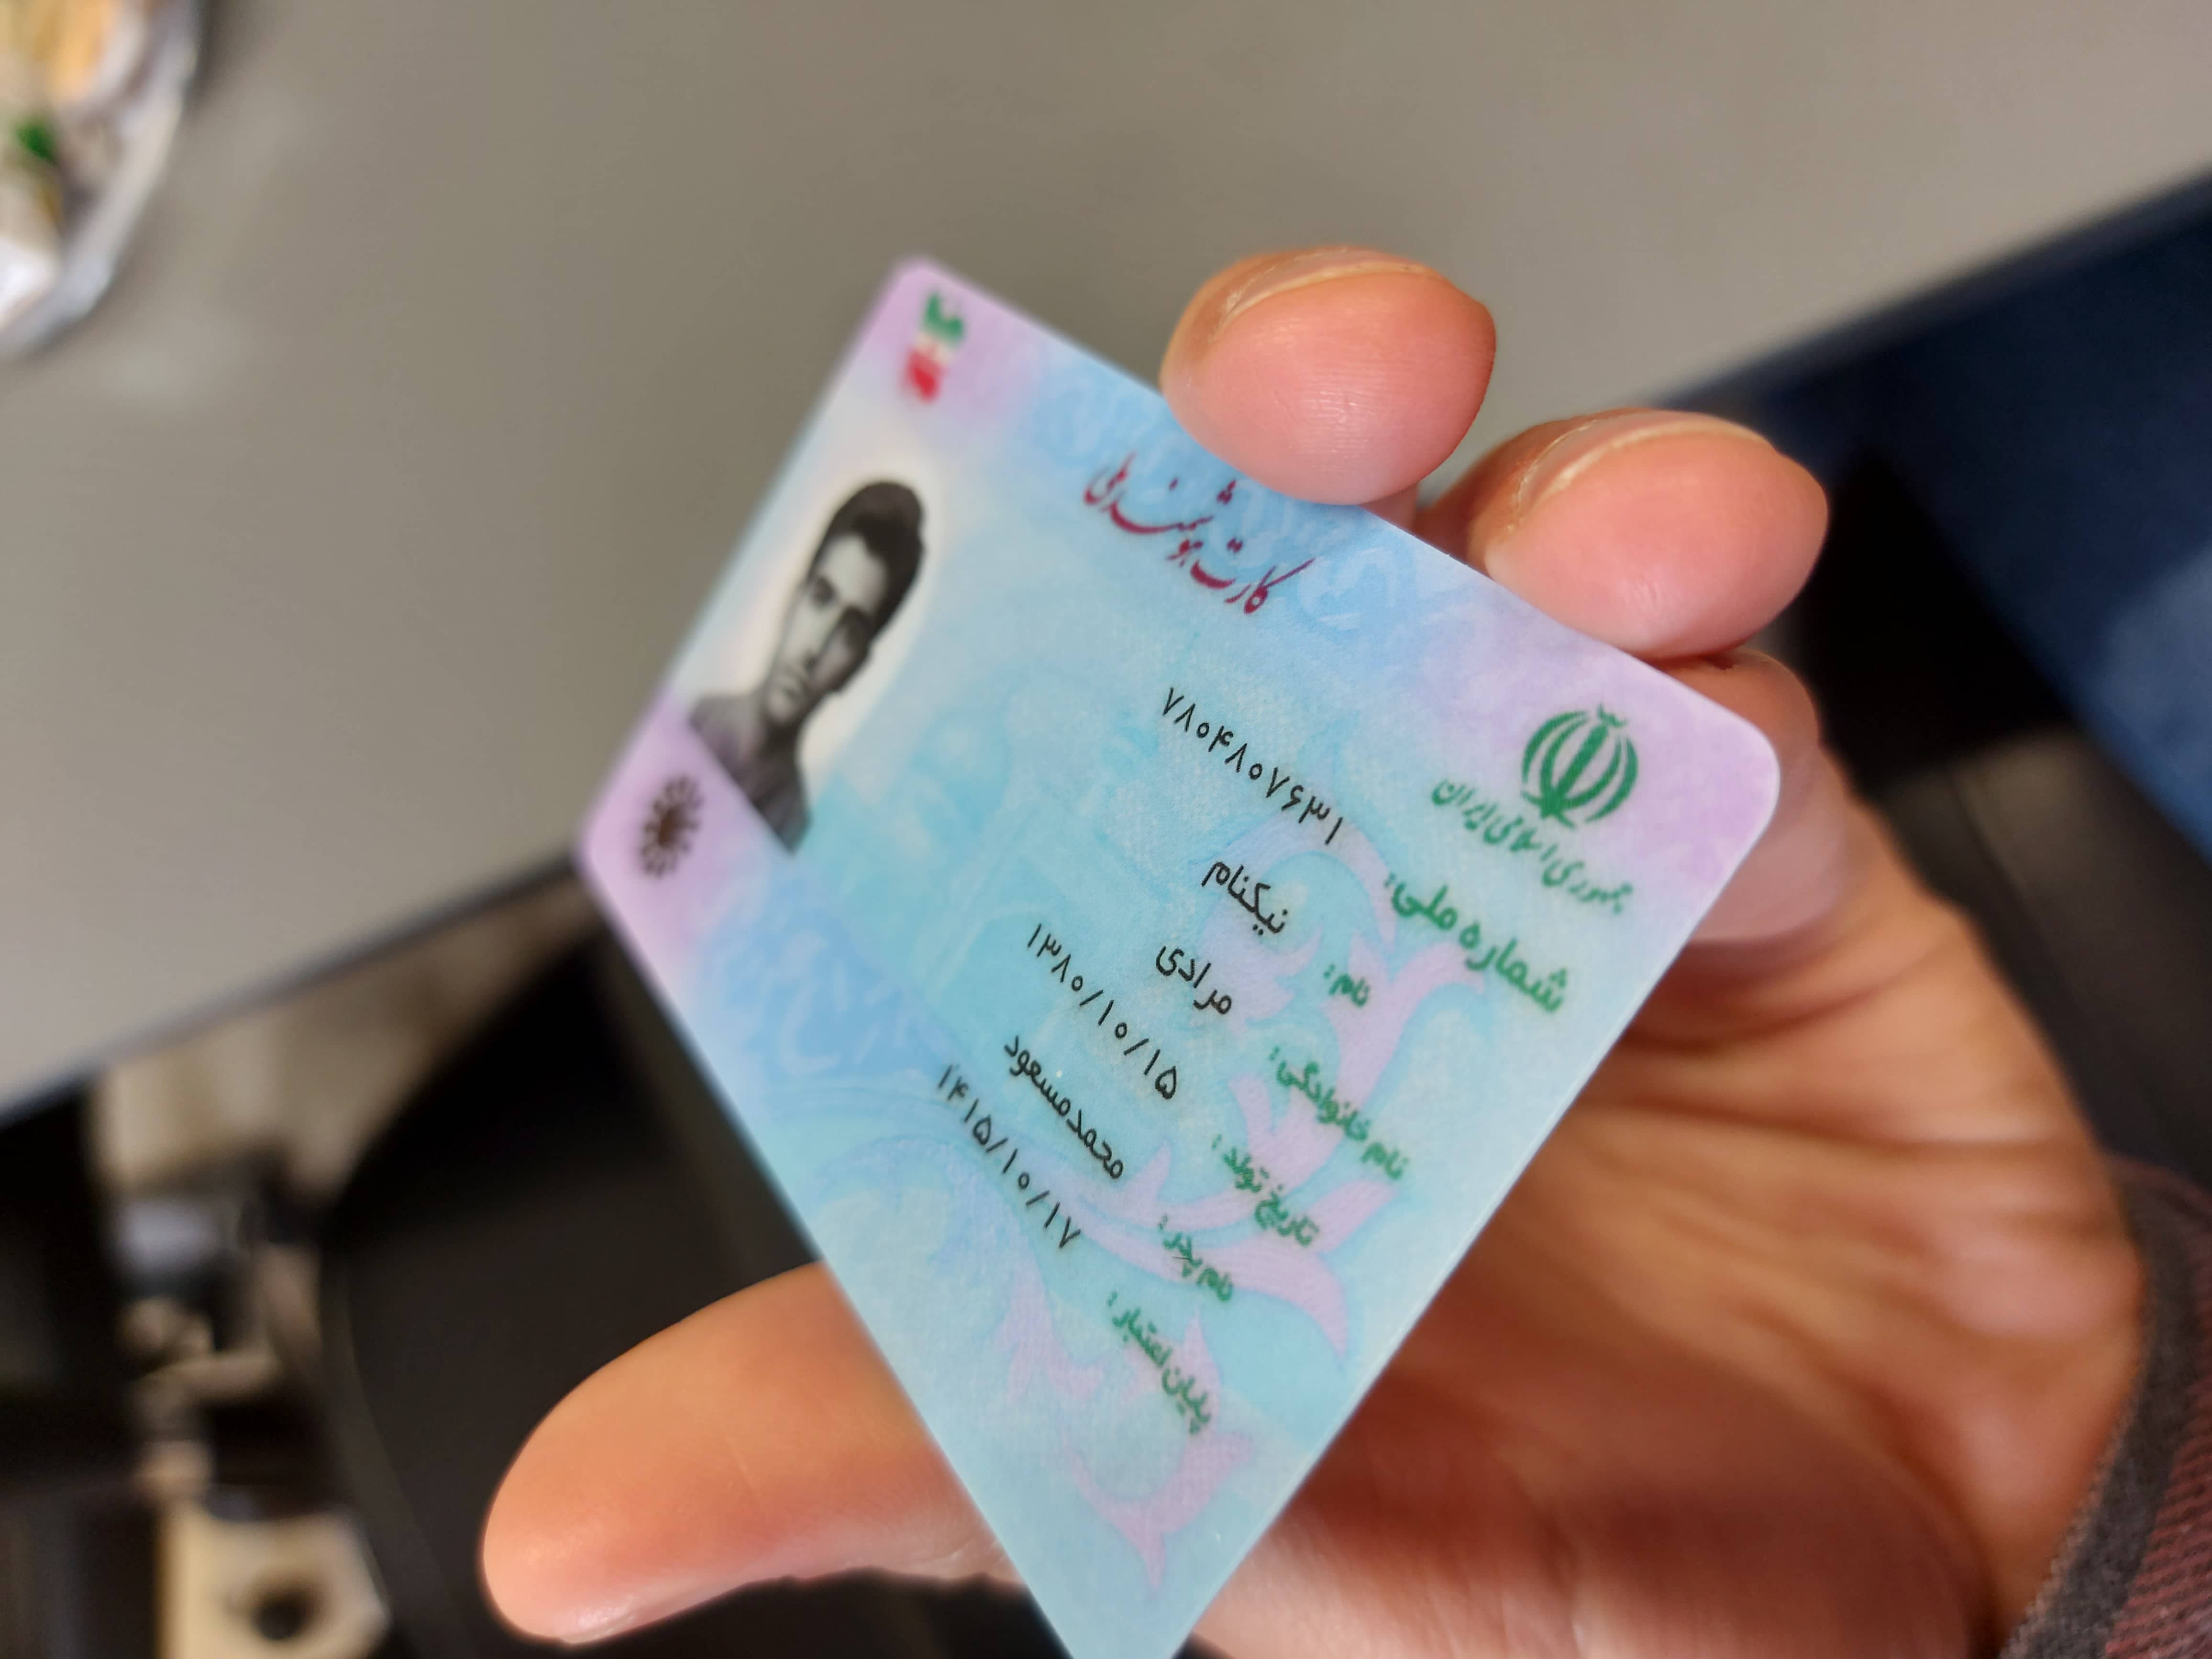 کارت هوشمند ملی
جمهوری اسلامی ایران
شماره ملی: ۷۸۰۴۸۰۷۶۳۱
نام: نیکنام
نام خانوادگی: مرادی
تاریخ تولد: ۱۳۸۰/۱۰/۱۵
نام پدر: محمدمسعود
پایان اعتبار: ۱۴۱۵/۱۰/۱۷